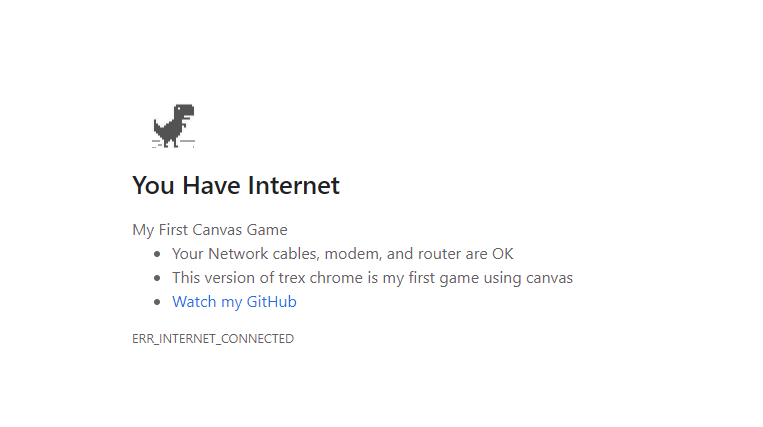 You Have Internet
My First Canvas Game
Your Network cables, modem, and router are OK
This version of trex chrome is my first game using canvas
Watch my GitHub
ERR_INTERNET_CONNECTED